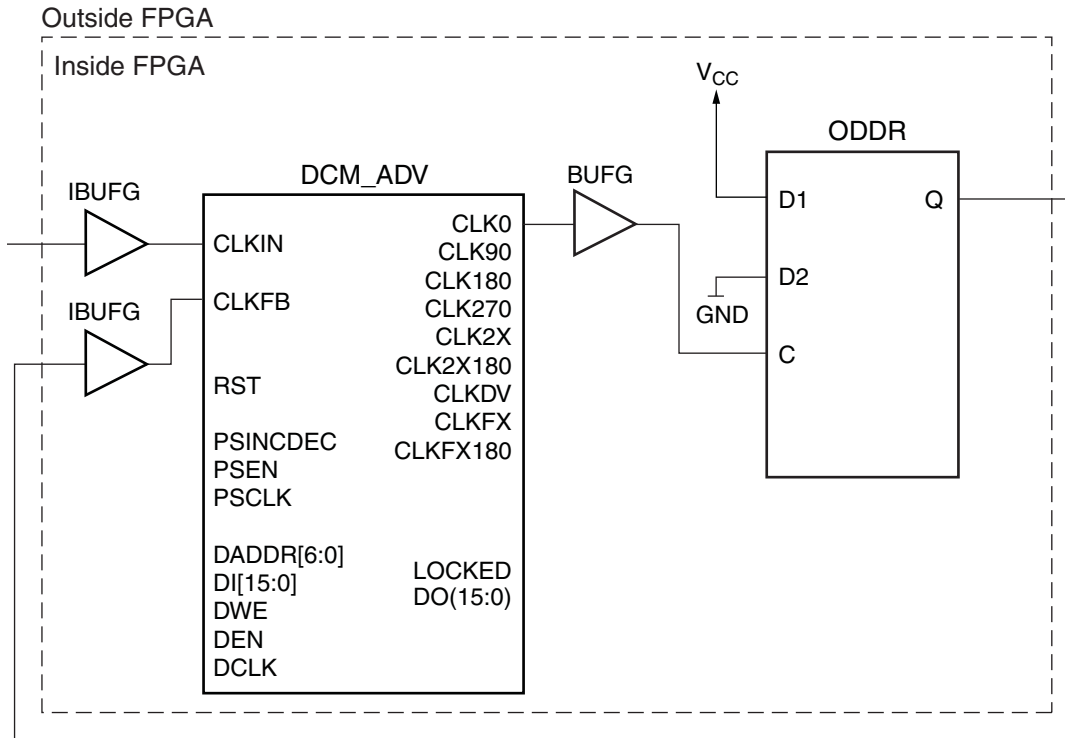 Outside FPGA
Inside FPGA
IBUFG
IBUFG
DCM_ADV
CLKIN
CLKFB
RST
PSINCDEC
PSEN
PSCLK
DADDR[6:0]
DI[15:0]
DWE
DEN
DCLK
CLK0
CLK90
CLK180
CLK270
CLK2X
CLK2X180
CLKDV
CLKFX
CLKFX180
LOCKED
DO(15:0)
BUFG
VCC
GND
ODDR
D1
D2
C
Q